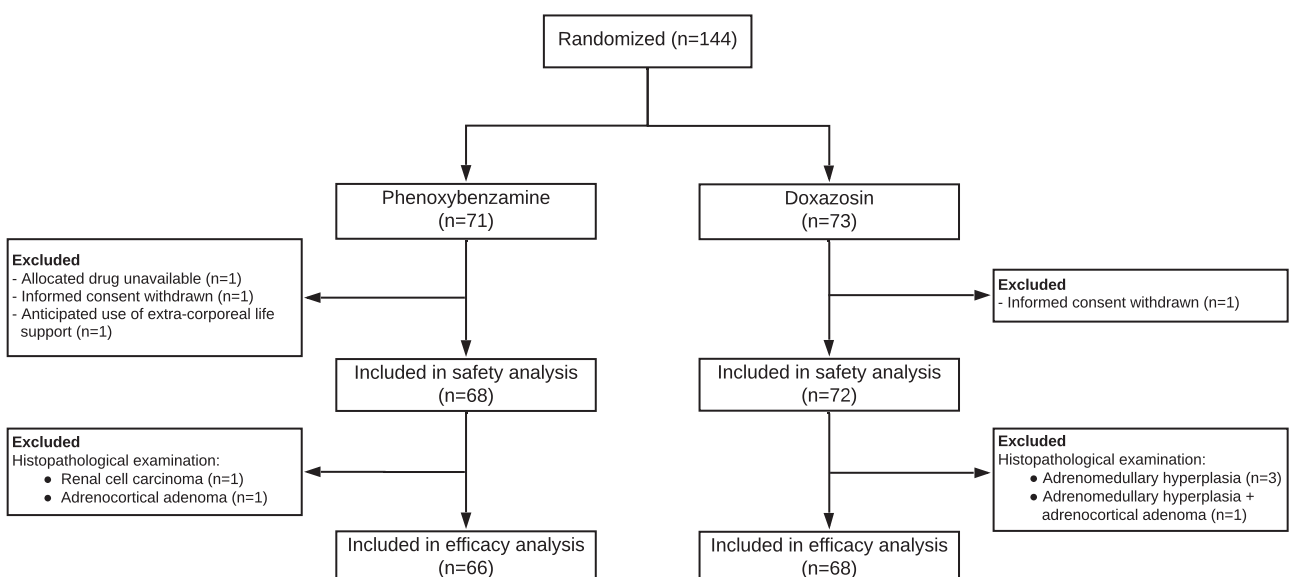 Randomized (n=144)
Phenoxybenzamine
(n=71)
Doxazosin
(n=73)
Excluded
- Allocated drug unavailable (n=1)
- Informed consent withdrawn (n=1)
- Anticipated use of extra-corporeal life
support (n=1)
Excluded
- Informed consent withdrawn (n=1)
Included in safety analysis
(n=68)
Included in safety analysis
(n=72)
Excluded
Histopathological examination:
● Renal cell carcinoma (n=1)
● Adrenocortical adenoma (n=1)
Excluded
Histopathological examination:
● Adrenomedullary hyperplasia (n=3)
● Adrenomedullary hyperplasia +
adrenocortical adenoma (n=1)
Included in efficacy analysis
(n=66)
Included in efficacy analysis
(n=68)